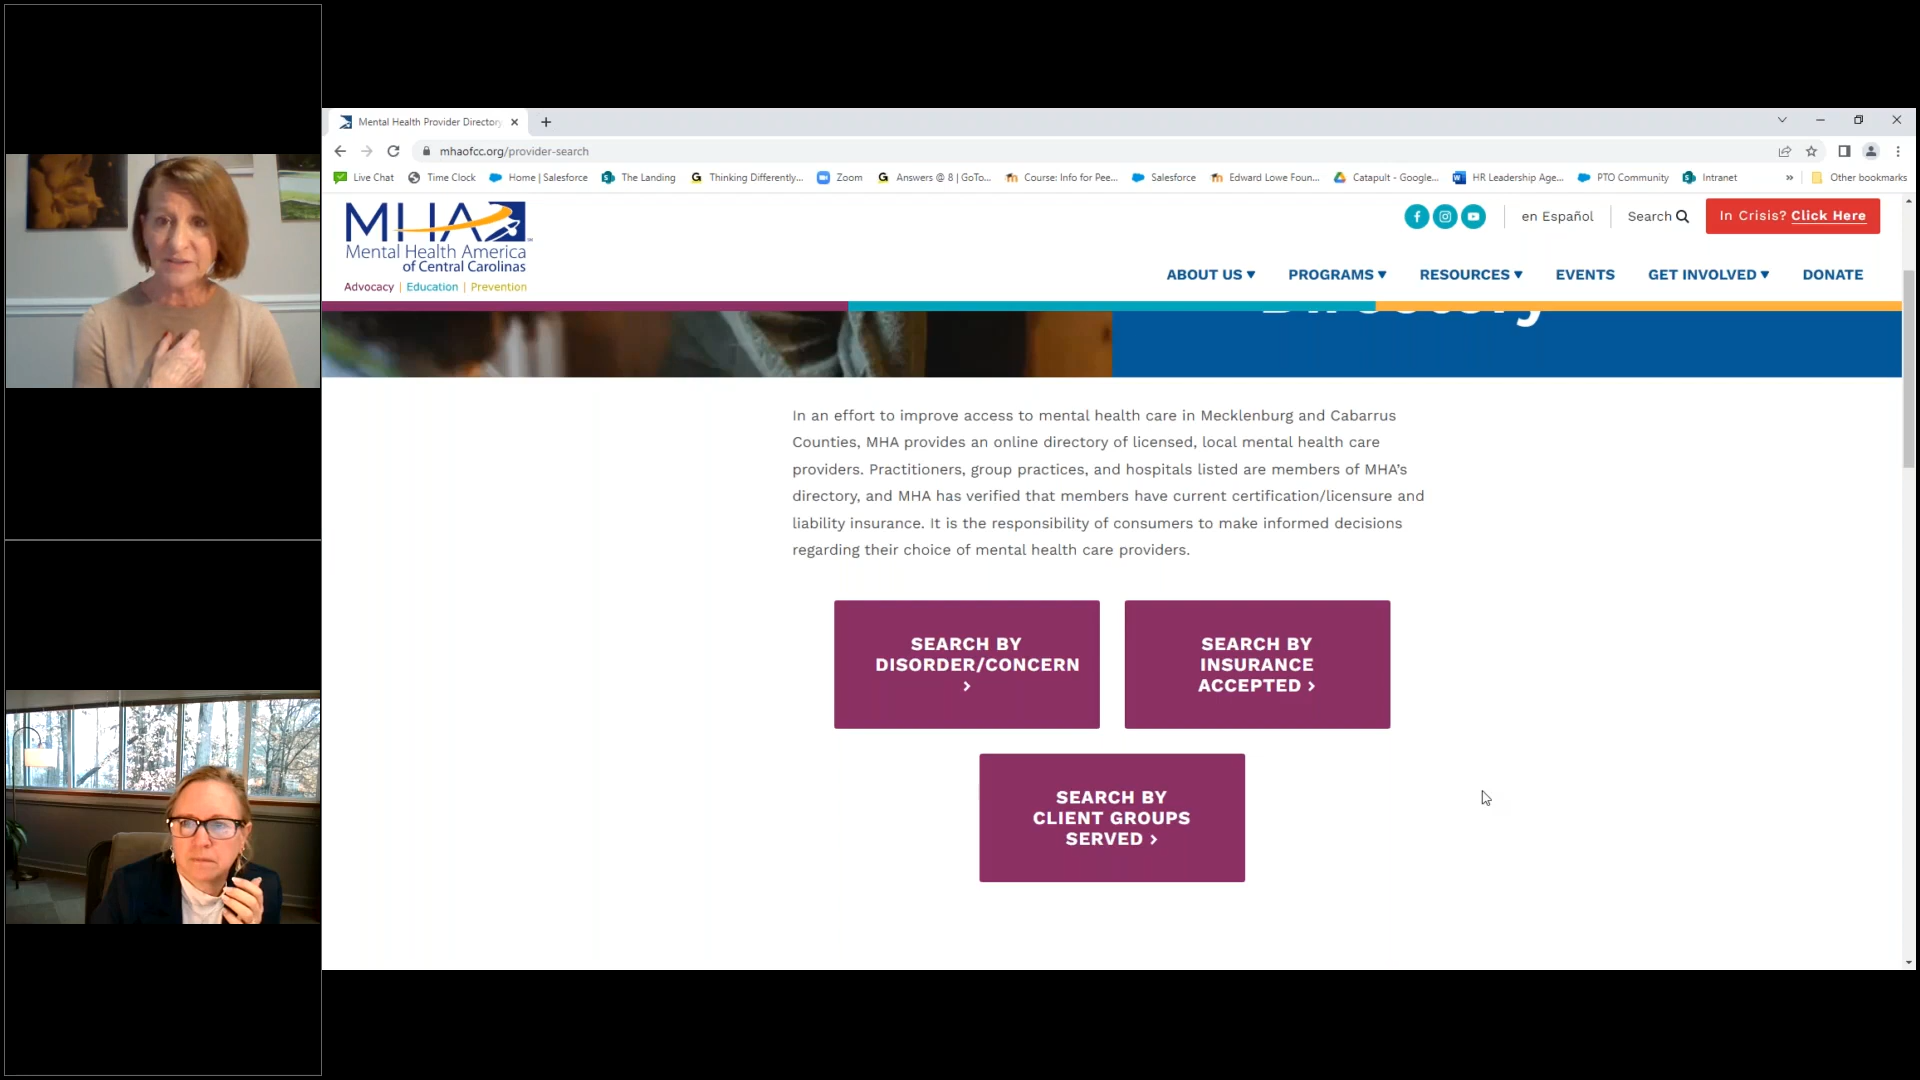 Mental Health Provider Director
mhaofcc.org/provider-search
Live Chat
Time Clock
Home | Salesforce
The Landing
Thinking Differently...
Zoom
Answers @ 8 | GoTo...
Course: Info for Pee...
Salesforce
Edward Lowe Foun...
Catapult - Google...
HR Leadership Age...
PTO Community
Intranet
»
Other bookmarks
MHA
Mental Health America
of Central Carolinas
Advocacy | Education | Prevention
en Español
Search
In Crisis? Click Here
ABOUT US ▼
PROGRAMS ▼
RESOURCES ▼
EVENTS
GET INVOLVED ▼
DONATE
Directory
In an effort to improve access to mental health care in Mecklenburg and Cabarrus
Counties, MHA provides an online directory of licensed, local mental health care
providers. Practitioners, group practices, and hospitals listed are members of MHA's
directory, and MHA has verified that members have current certification/licensure and
liability insurance. It is the responsibility of consumers to make informed decisions
regarding their choice of mental health care providers.
SEARCH BY
DISORDER/CONCERN
>
SEARCH BY
INSURANCE
ACCEPTED >
SEARCH BY
CLIENT GROUPS
SERVED >